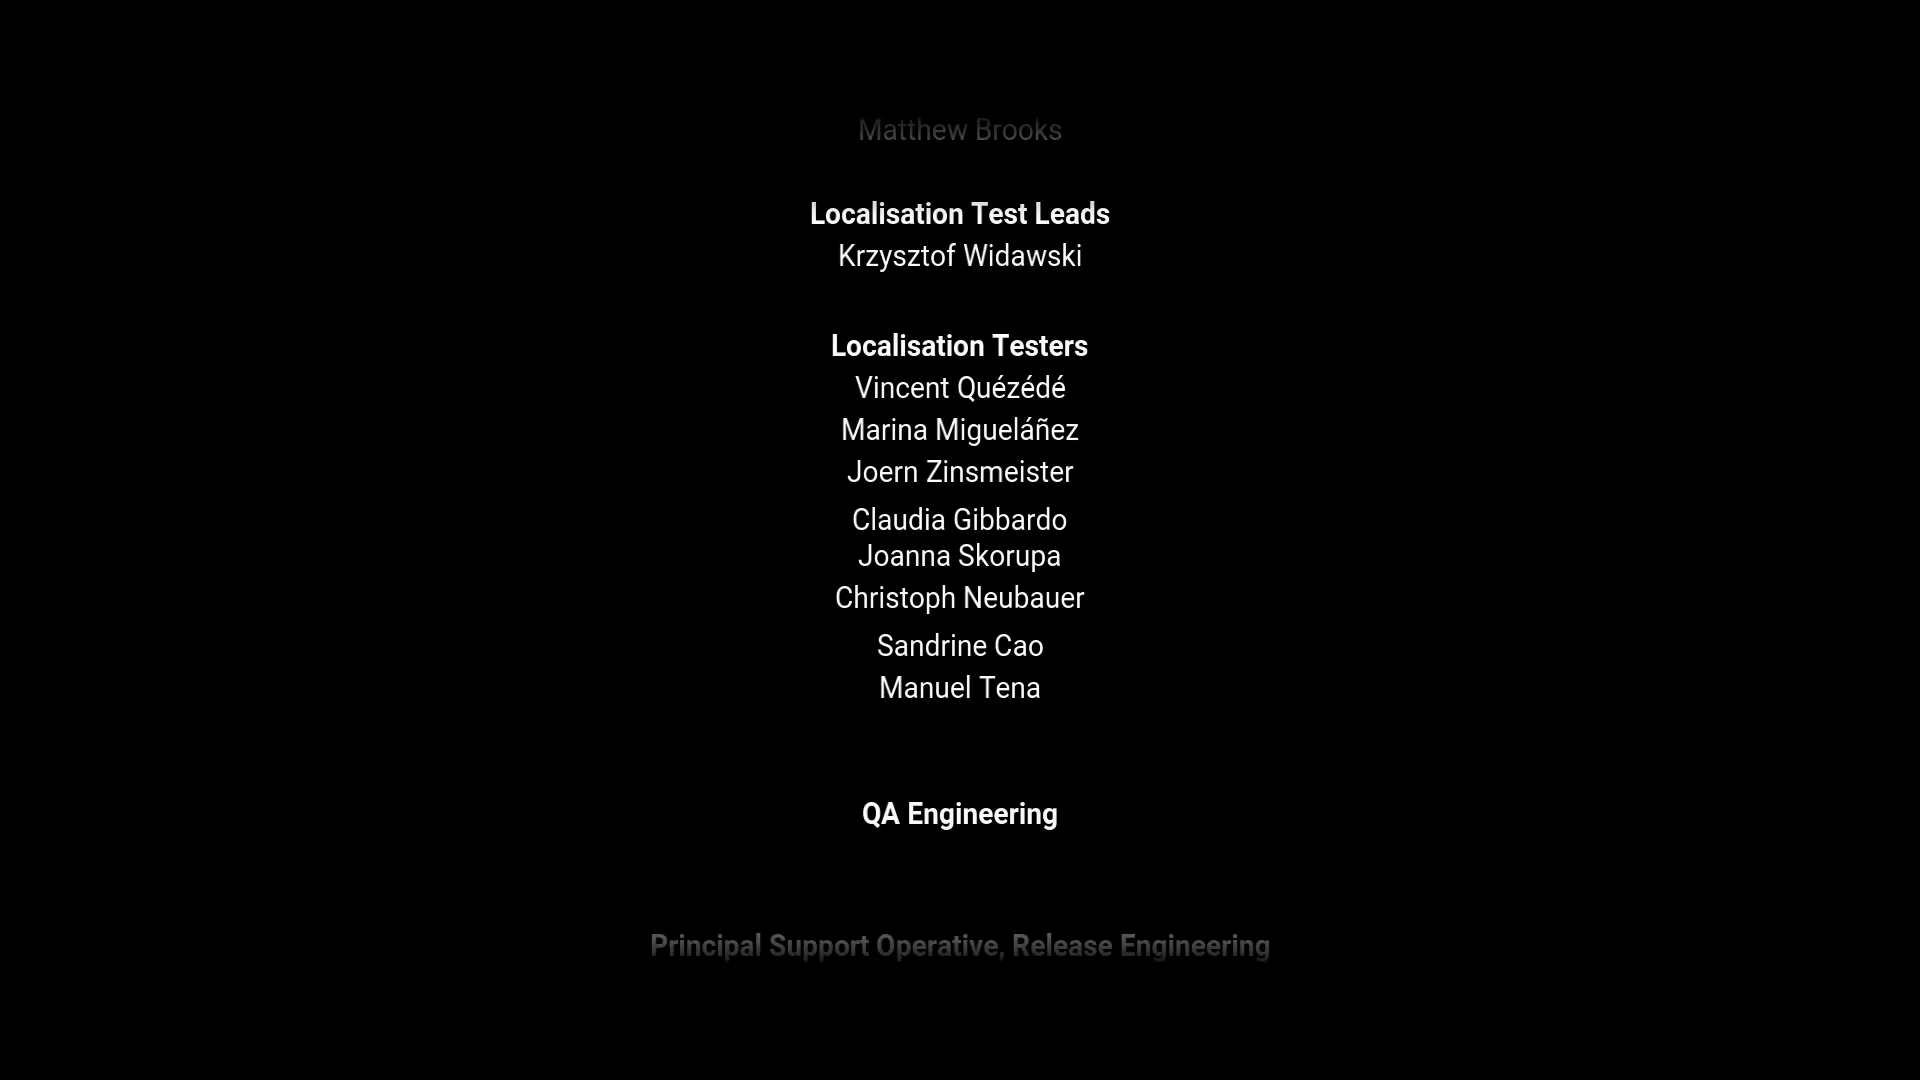 Matthew Brooks
Localisation Test Leads
Krzysztof Widawski
Localisation Testers
Vincent Quézédé
Marina Migueláñez
Joern Zinsmeister
Claudia Gibbardo
Joanna Skorupa
Christoph Neubauer
Sandrine Cao
Manuel Tena
QA Engineering
Principal Support Operative, Release Engineering